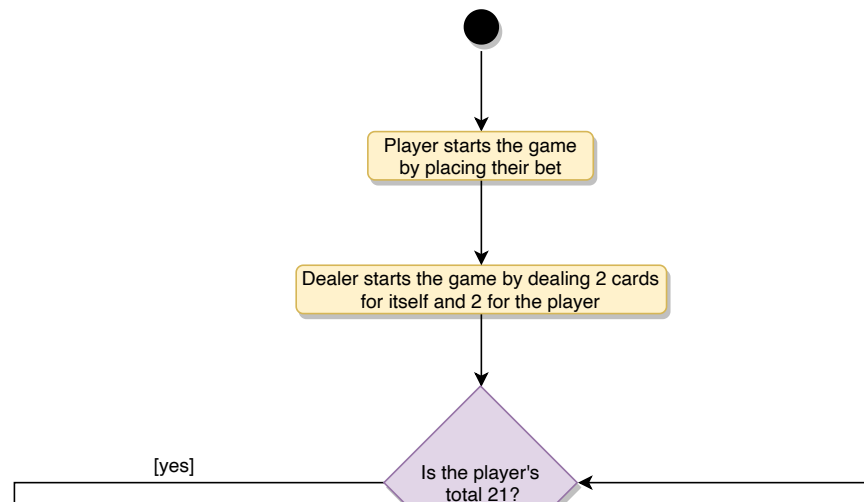 Player starts the game
by placing their bet
Dealer starts the game by dealing 2 cards
for itself and 2 for the player
[yes]
Is the player's
total 21?